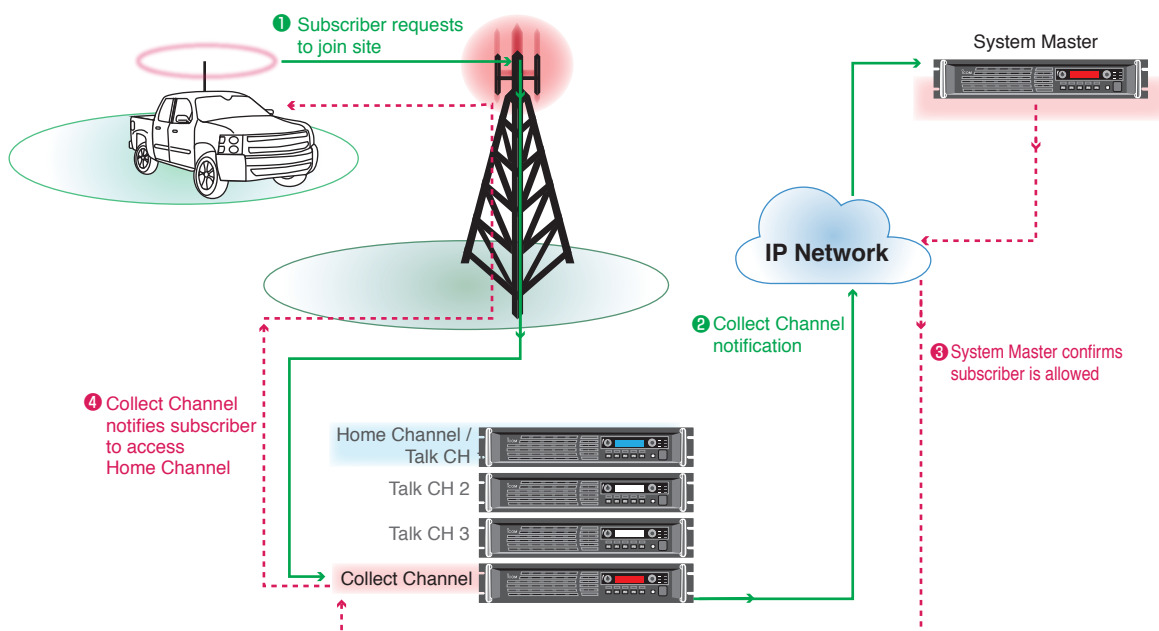 ❶ Subscriber requests
to join site
System Master
IP Network
❷ Collect Channel
notification
❸ System Master confirms
subscriber is allowed
❹ Collect Channel
notifies subscriber
to access
Home Channel
Home Channel /
Talk CH
Talk CH 2
Talk CH 3
Collect Channel